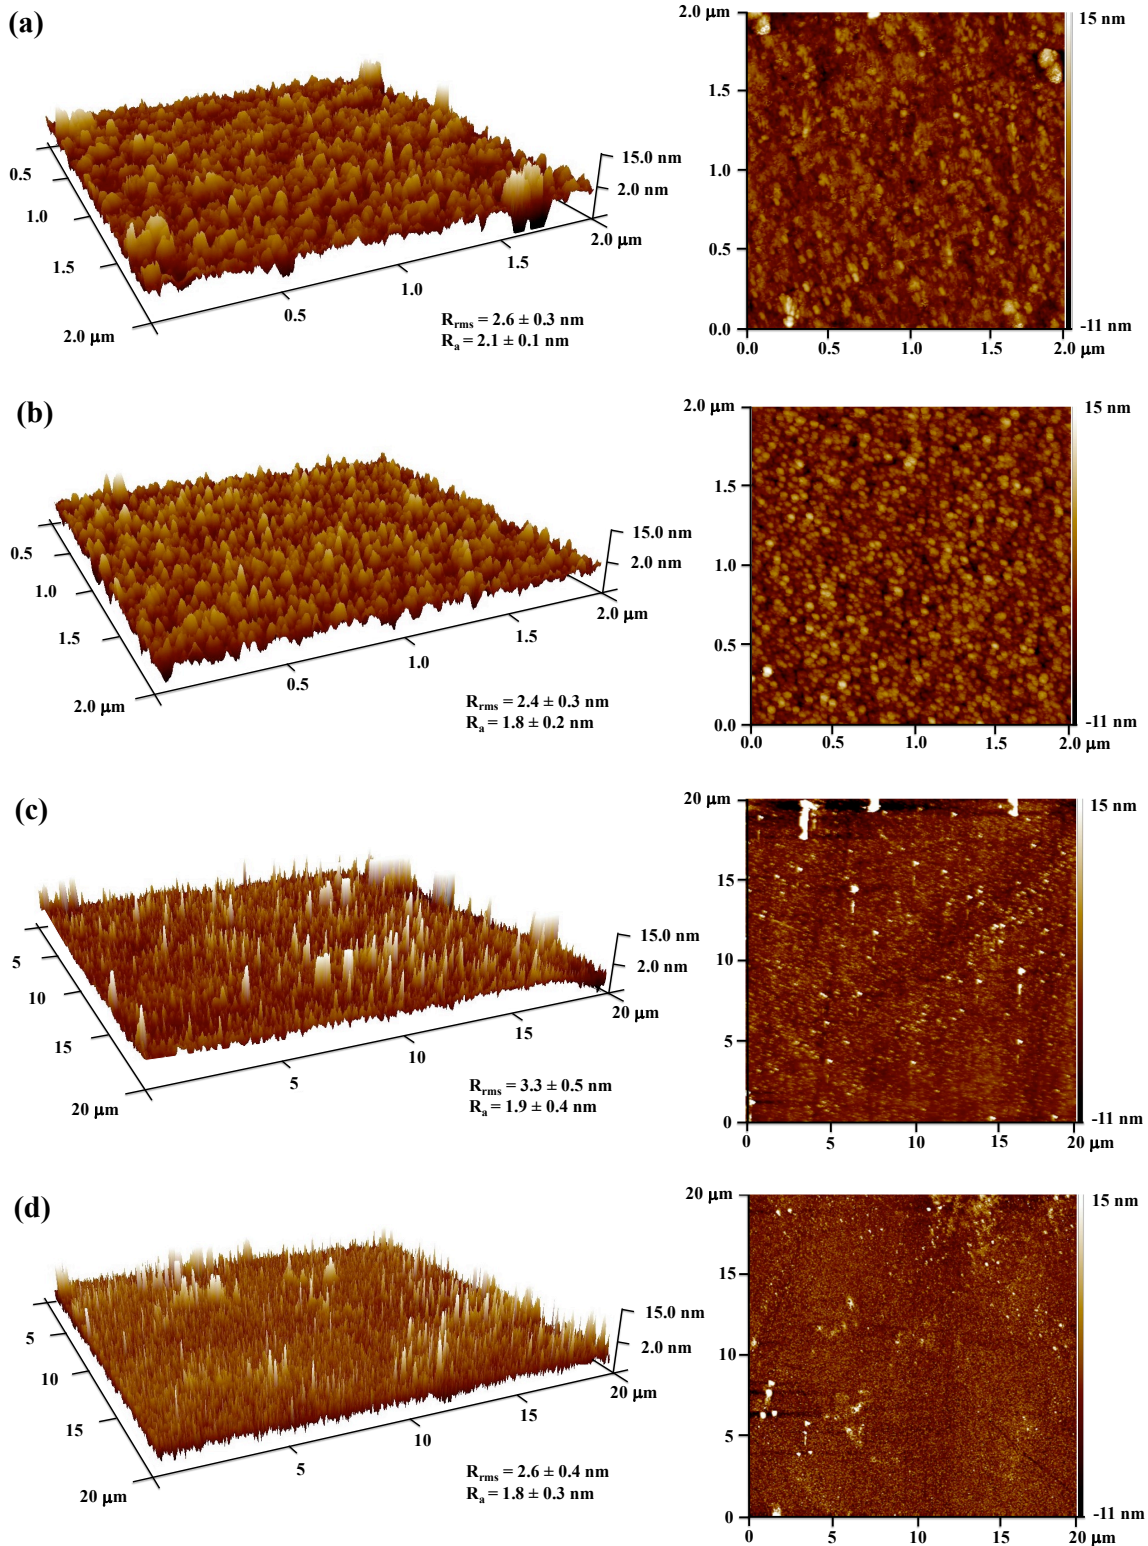 (a)
0.5
1.0
1.5
2.0 μm
0.5
1.0
1.5
2.0 μm
15.0 nm
2.0 nm
R_rms = 2.6 ± 0.3 nm
R_a = 2.1 ± 0.1 nm
2.0 μm
1.5
1.0
0.5
0.0
0.0
0.5
1.0
1.5
2.0 μm
15 nm
-11 nm
(b)
0.5
1.0
1.5
2.0 μm
0.5
1.0
1.5
2.0 μm
15.0 nm
2.0 nm
R_rms = 2.4 ± 0.3 nm
R_a = 1.8 ± 0.2 nm
2.0 μm
1.5
1.0
0.5
0.0
0.0
0.5
1.0
1.5
2.0 μm
15 nm
-11 nm
(c)
5
10
15
20 μm
5
10
15
20 μm
15.0 nm
2.0 nm
R_rms = 3.3 ± 0.5 nm
R_a = 1.9 ± 0.4 nm
20 μm
15
10
5
0
0
5
10
15
20 μm
15 nm
-11 nm
(d)
5
10
15
20 μm
5
10
15
20 μm
15.0 nm
2.0 nm
R_rms = 2.6 ± 0.4 nm
R_a = 1.8 ± 0.3 nm
20 μm
15
10
5
0
0
5
10
15
20 μm
15 nm
-11 nm